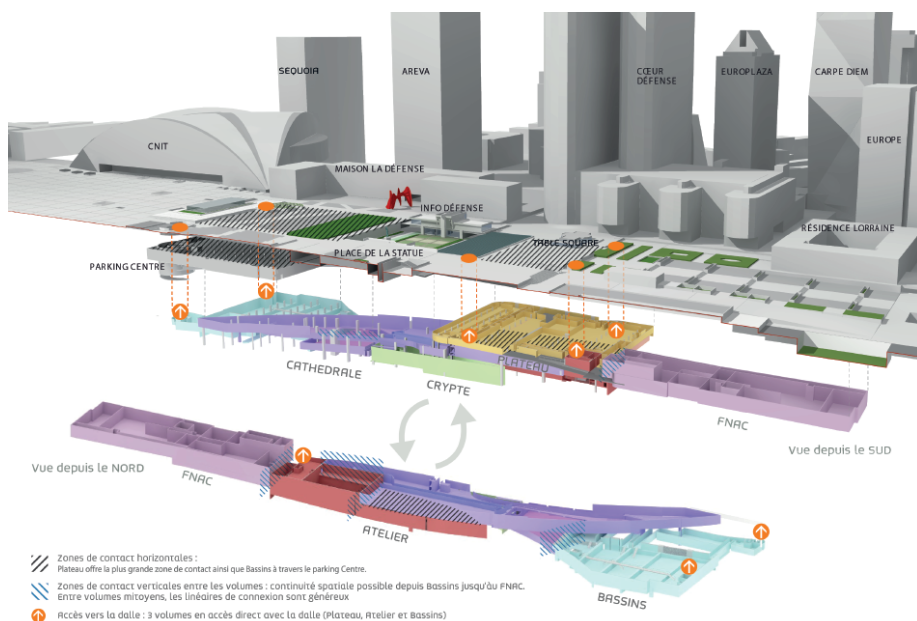 SEQUOIA
AREVA
CŒUR
DÉFENSE
EUROPLAZA
CARPE DIEM
CNIT
EUROPE
MAISON LA DÉFENSE
INFO DÉFENSE
RÉSIDENCE LORRAINE
TABLE SQUARE
PLACE DE LA STATUE
PARKING CENTRE
PLATEAU
CATHEDRALE
CRYPTE
FNAC
Vue depuis le SUD
Vue depuis le NORD
FNAC
ATELIER
BASSINS
Zones de contact horizontales :
Plateau offre la plus grande zone de contact ainsi que Bassins à travers le parking Centre.
Zones de contact verticales entre les volumes : continuité spatiale possible depuis Bassins jusqu'âu FNAC.
Entre volumes mitoyens, les linéaires de connexion sont généreux
Accès vers la dalle : 3 volumes en accès direct avec la dalle (Plateau, Atelier et Bassins)